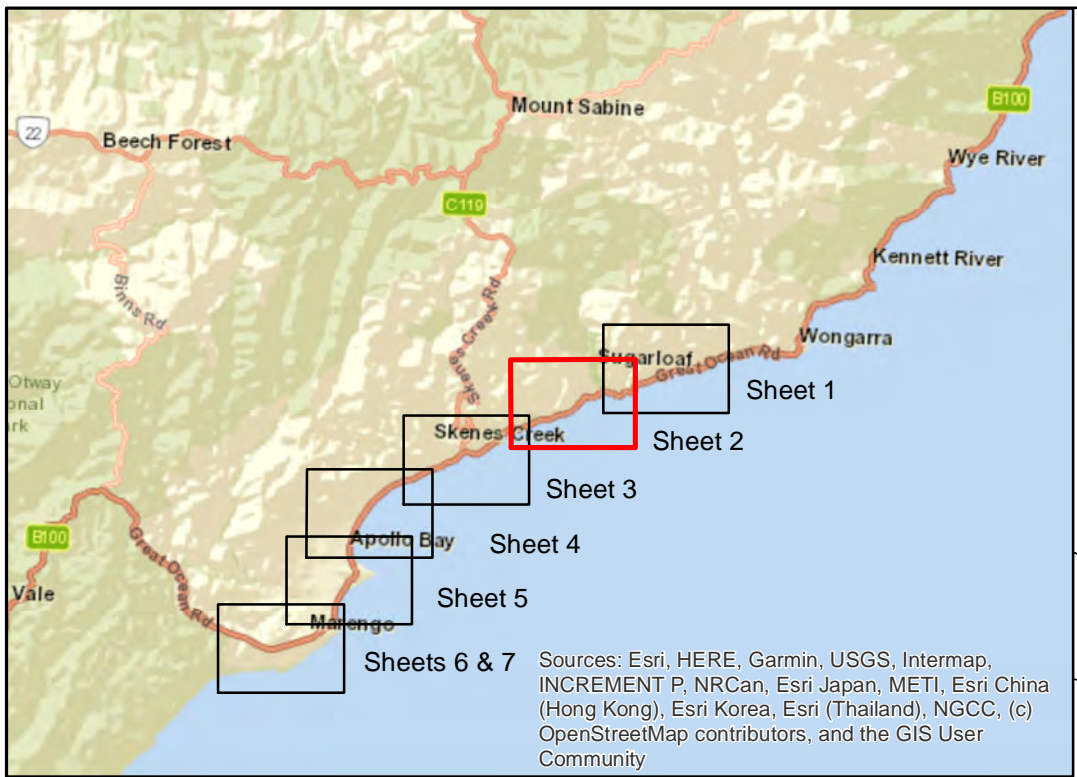 Mount Sabine
B100
22
Beech Forest
Wye River
C119
Kennett River
Binns Rd
Skenes Creek Rd
Wongarra
Sugarloaf
Great Ocean Rd
Sheet 1
Otway
onal
rk
Skenes Creek
Sheet 2
Sheet 3
B100
Apollo Bay
Sheet 4
Great Ocean Rd
Vale
Sheet 5
Marengo
Sheets 6 & 7
Sources: Esri, HERE, Garmin, USGS, Intermap,
INCREMENT P, NRCan, Esri Japan, METI, Esri China
(Hong Kong), Esri Korea, Esri (Thailand), NGCC, (c)
OpenStreetMap contributors, and the GIS User
Community